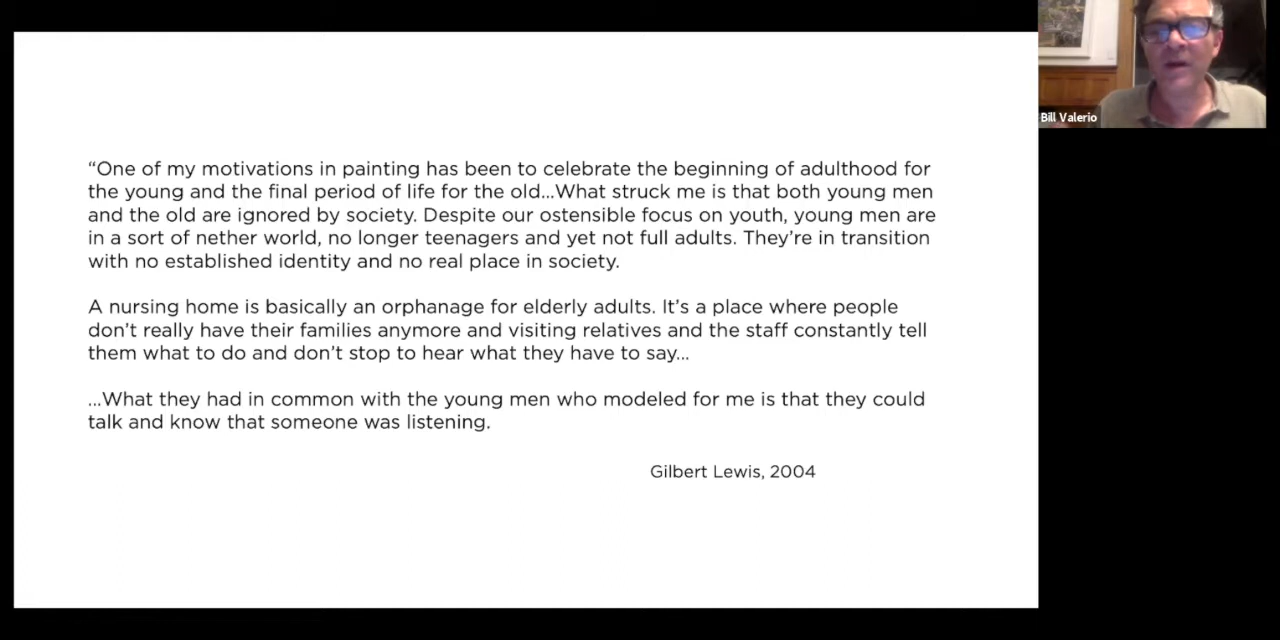 “One of my motivations in painting has been to celebrate the beginning of adulthood for
the young and the final period of life for the old...What struck me is that both young men
and the old are ignored by society. Despite our ostensible focus on youth, young men are
in a sort of nether world, no longer teenagers and yet not full adults. They’re in transition
with no established identity and no real place in society.
A nursing home is basically an orphanage for elderly adults. It’s a place where people
don’t really have their families anymore and visiting relatives and the staff constantly tell
them what to do and don’t stop to hear what they have to say...
...What they had in common with the young men who modeled for me is that they could
talk and know that someone was listening.
Gilbert Lewis, 2004
Bill Valerio